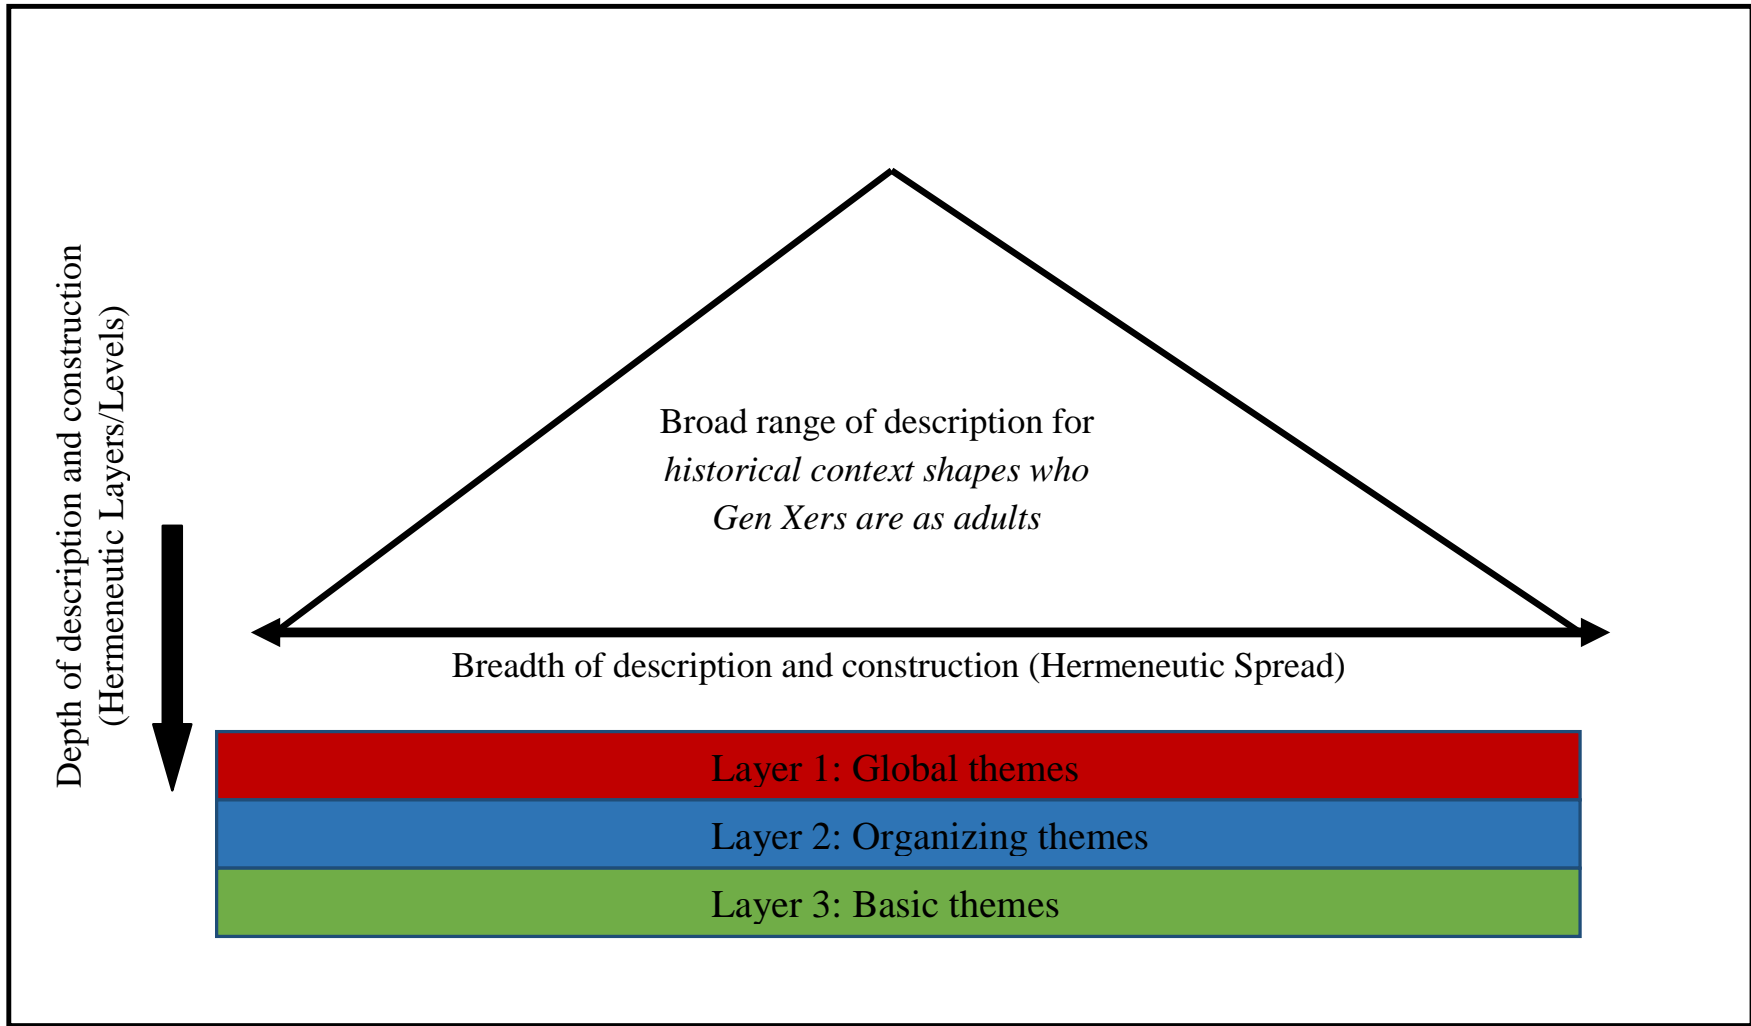 Depth of description and construction
(Hermeneutic Layers/Levels)
Broad range of description for
historical context shapes who
Gen Xers are as adults
Breadth of description and construction (Hermeneutic Spread)
Layer 1: Global themes
Layer 2: Organizing themes
Layer 3: Basic themes